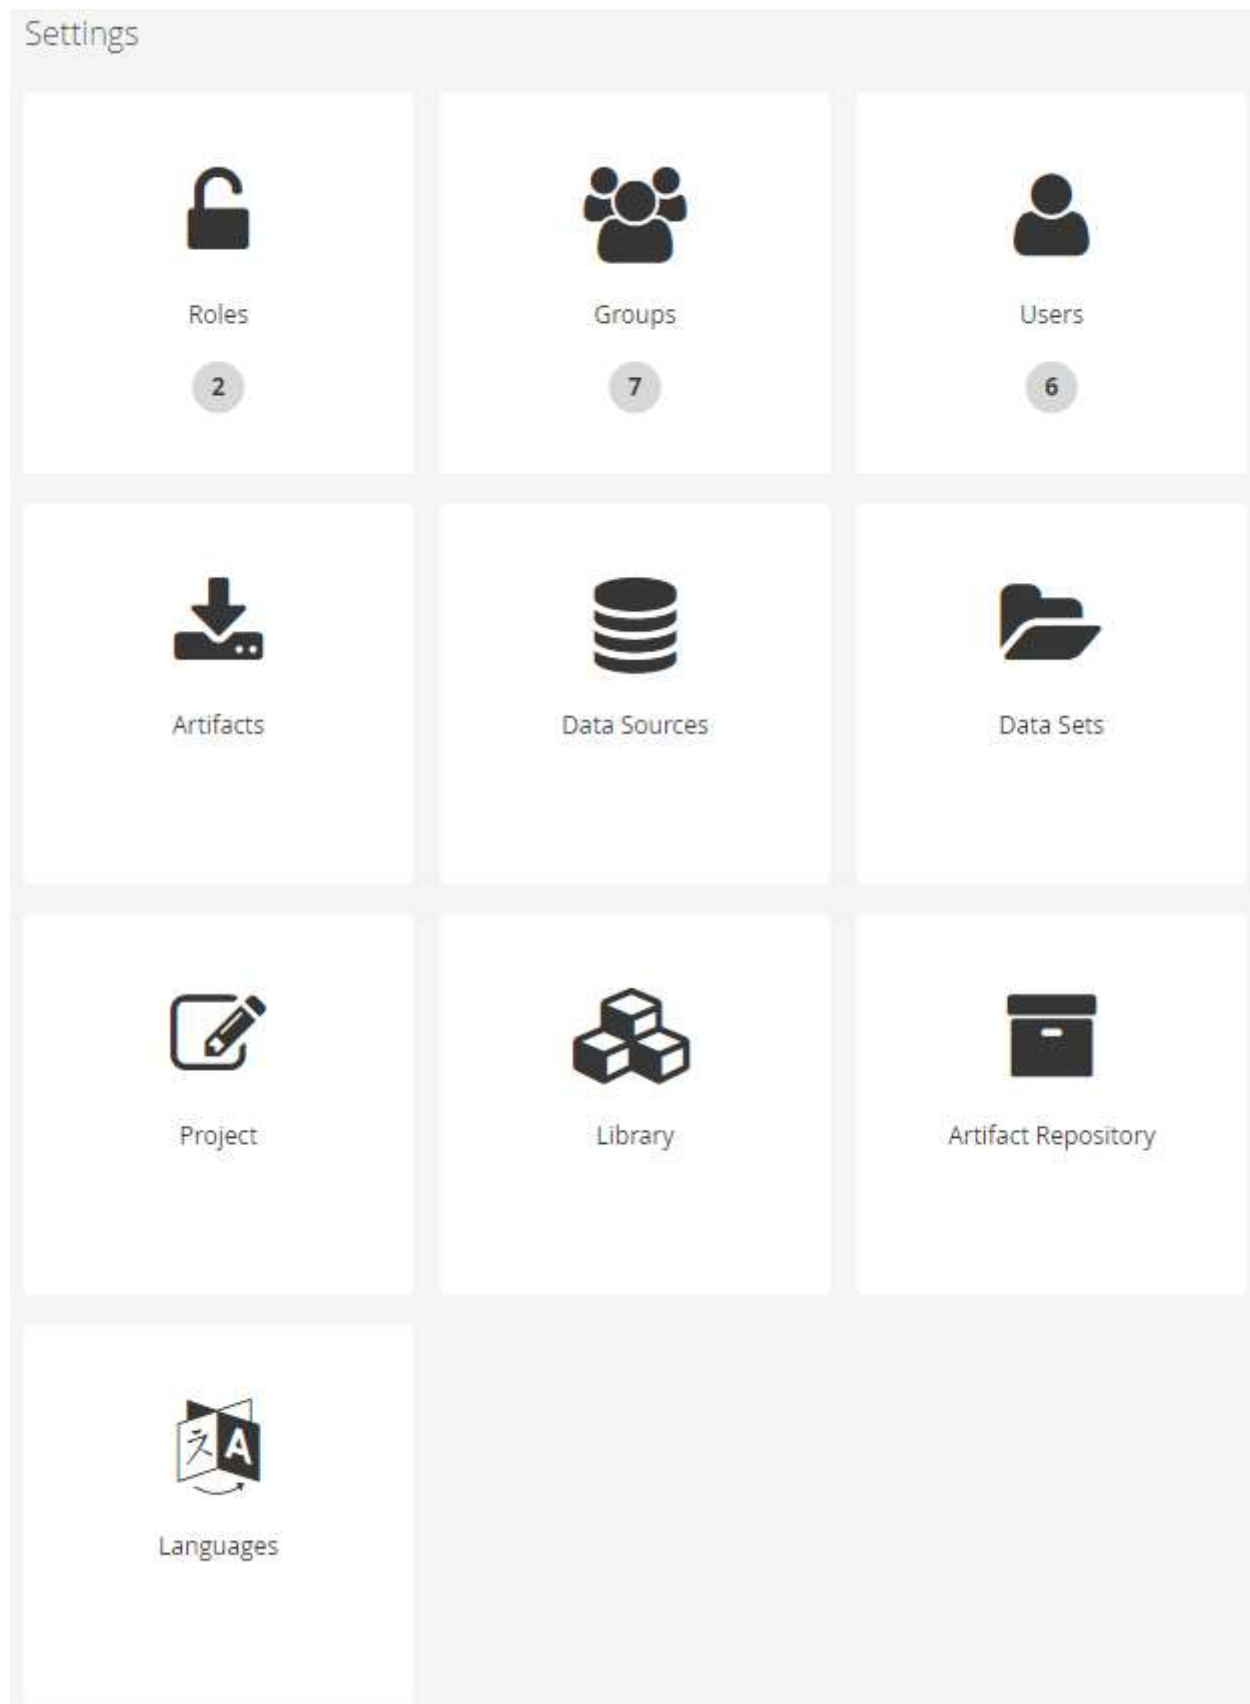 Settings
Roles
Groups
Users
2
7
6
Artifacts
Data Sources
Data Sets
Project
Library
Artifact Repository
A
Languages